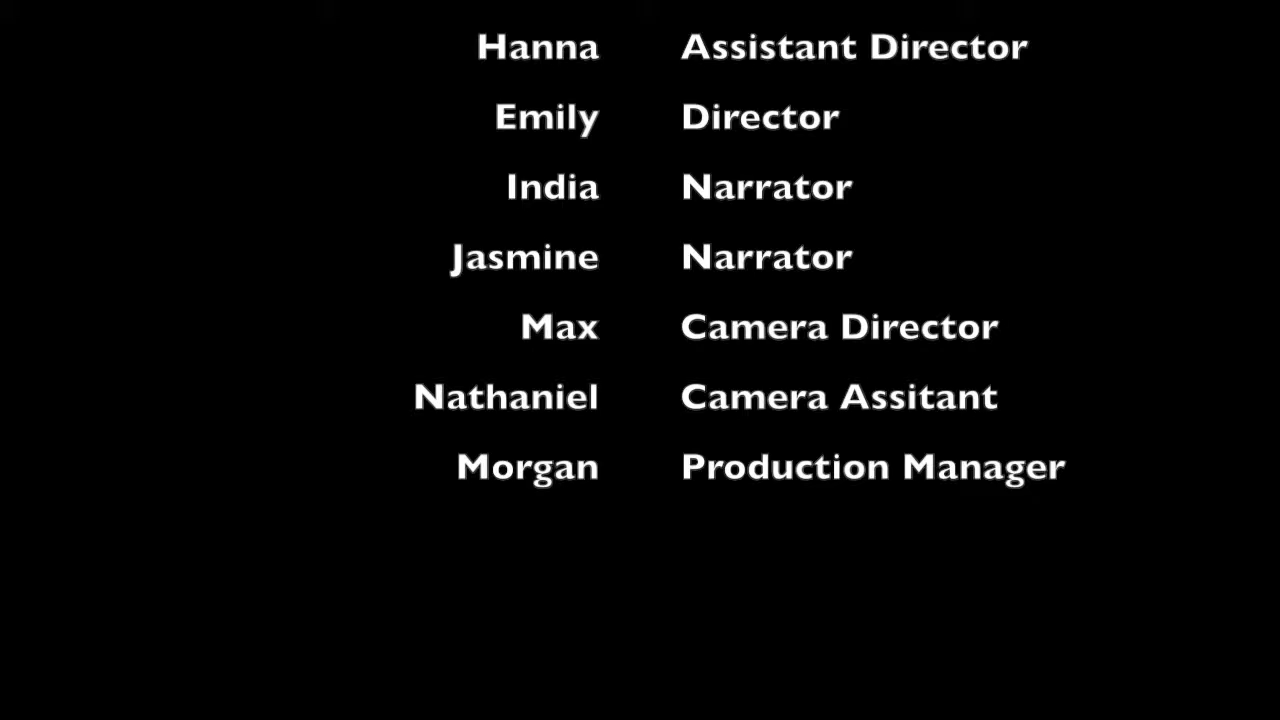 Hanna Assistant Director
Emily Director
India Narrator
Jasmine Narrator
Max Camera Director
Nathaniel Camera Assitant
Morgan Production Manager